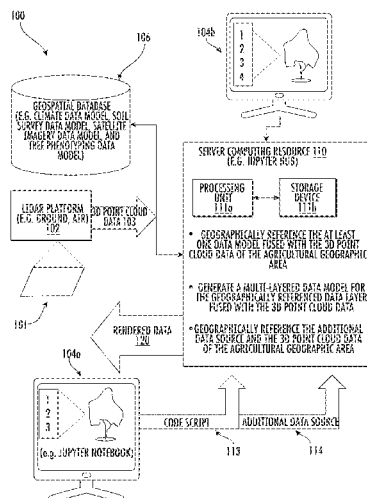 100
106
GEOSPATIAL DATABASE
(E.G. CLIMATE DATA MODEL, SOIL
SURVEY DATA MODEL, SATELLITE
IMAGERY DATA MODEL, AND
TREE PHENOTYPING DATA
MODEL)
104b
1
2
3
4
SERVER COMPUTING RESOURCE 110
(E.G. JUPYTER HUB)
PROCESSING
UNIT
111a
STORAGE
DEVICE
111b
LIDAR PLATFORM
(E.G. GROUND, AIR)
102
3D POINT CLOUD
DATA 103
101
• GEOGRAPHICALLY REFERENCE THE AT LEAST
ONE DATA MODEL FUSED WITH THE 3D POINT
CLOUD DATA OF THE AGRICULTURAL GEOGRAPHIC
AREA
• GENERATE A MULTI-LAYERED DATA MODEL FOR
THE GEOGRAPHICALLY REFERENCED DATA LAYER
FUSED WITH THE 3D POINT CLOUD DATA
• GEOGRAPHICALLY REFERENCE THE ADDITIONAL
DATA SOURCE AND THE 3D POINT CLOUD DATA
OF THE AGRICULTURAL GEOGRAPHIC AREA
RENDERED DATA
120
104a
1
2
3
(e.g. JUPYTER NOTEBOOK)
CODE SCRIPT
ADDITIONAL DATA SOURCE
113
114